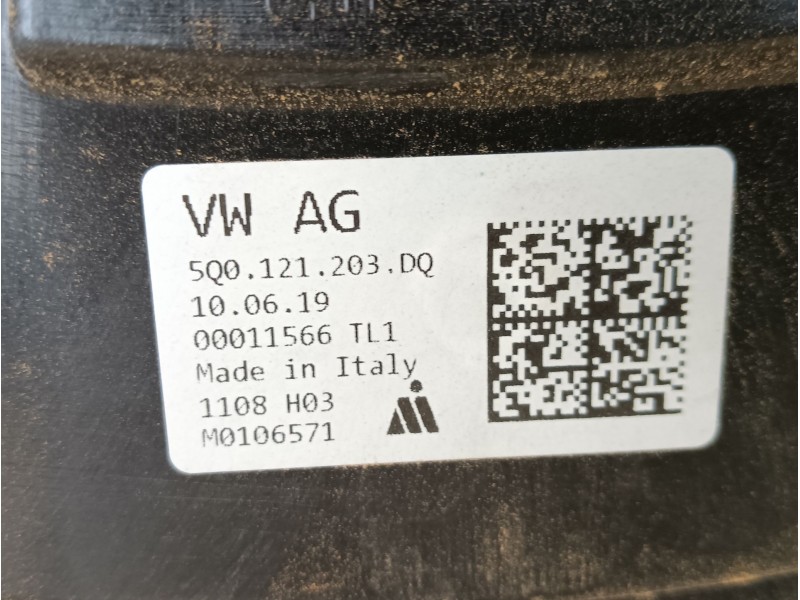 VW AG
5Q0.121.203.DQ
10.06.19
00011566 TL1
Made in Italy
1108 H03
M0106571